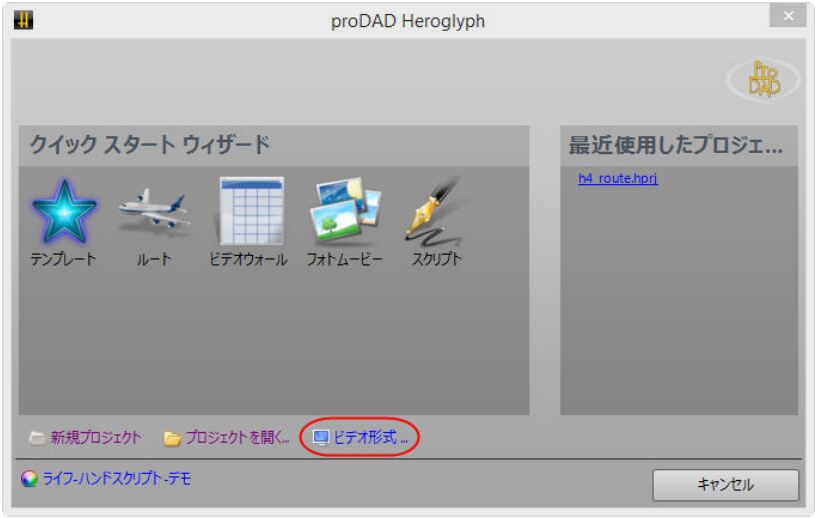 proDAD Heroglyph
PRO
DAD
クイック スタート ウィザード
テンプレート
ルート
ビデオウォール
フォトムービー
スクリプト
最近使用したプロジェ...
h4_route.hprj
新規プロジェクト
プロジェクトを開く...
ビデオ形式 ...
ライフ-ハンドスクリプト-デモ
キャンセル